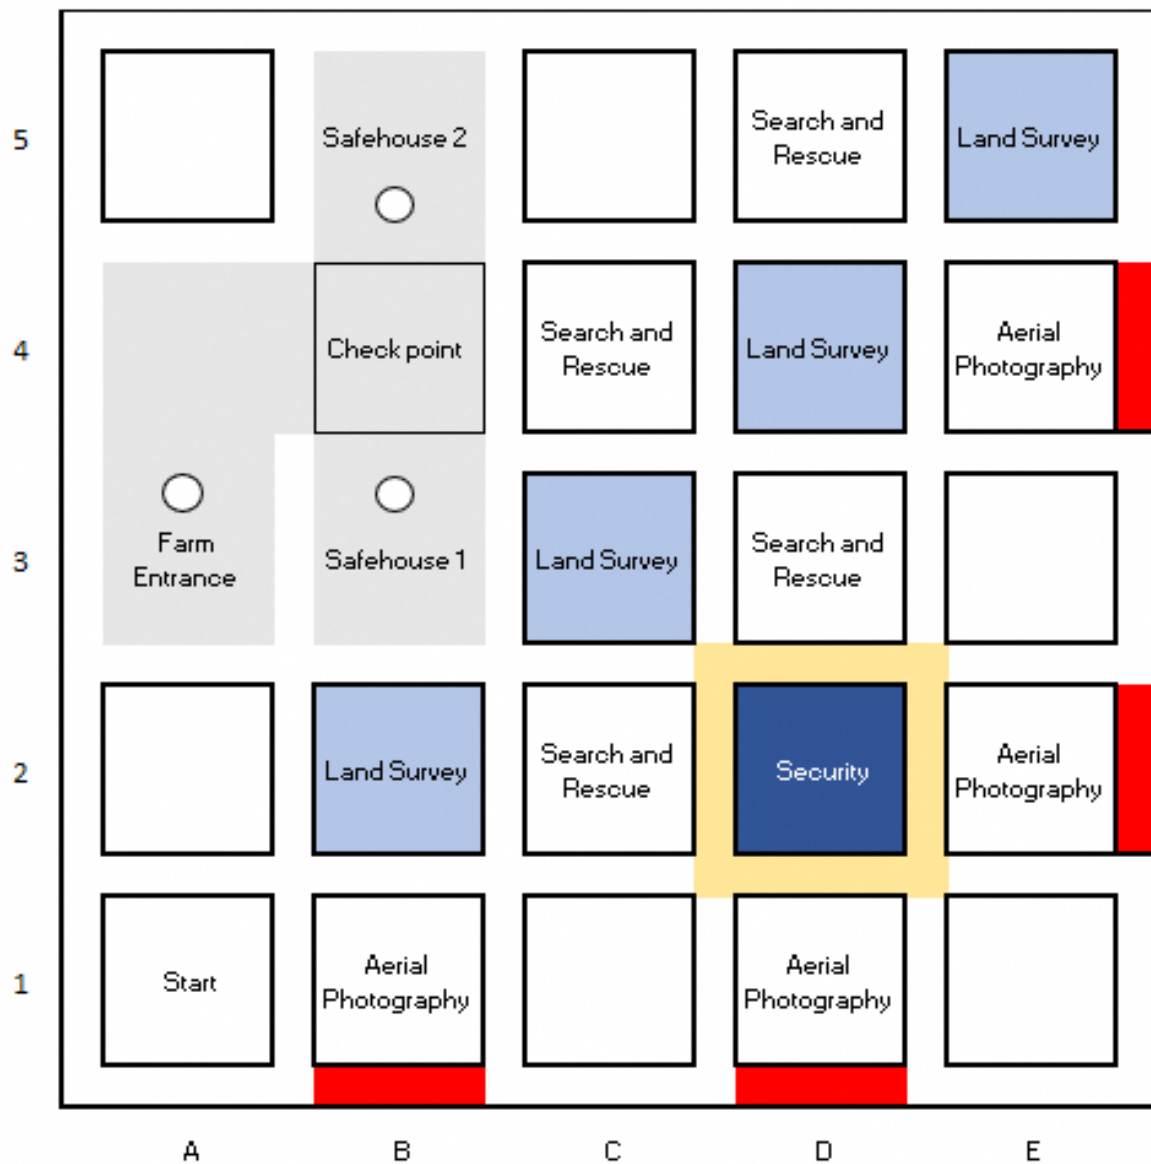 5
Safehouse 2
Search and
Rescue
Land Survey
4
Check point
Search and
Rescue
Land Survey
Aerial
Photography
3
Farm
Entrance
Safehouse 1
Land Survey
Search and
Rescue
2
Land Survey
Search and
Rescue
Security
Aerial
Photography
1
Start
Aerial
Photography
Aerial
Photography
A B C D E